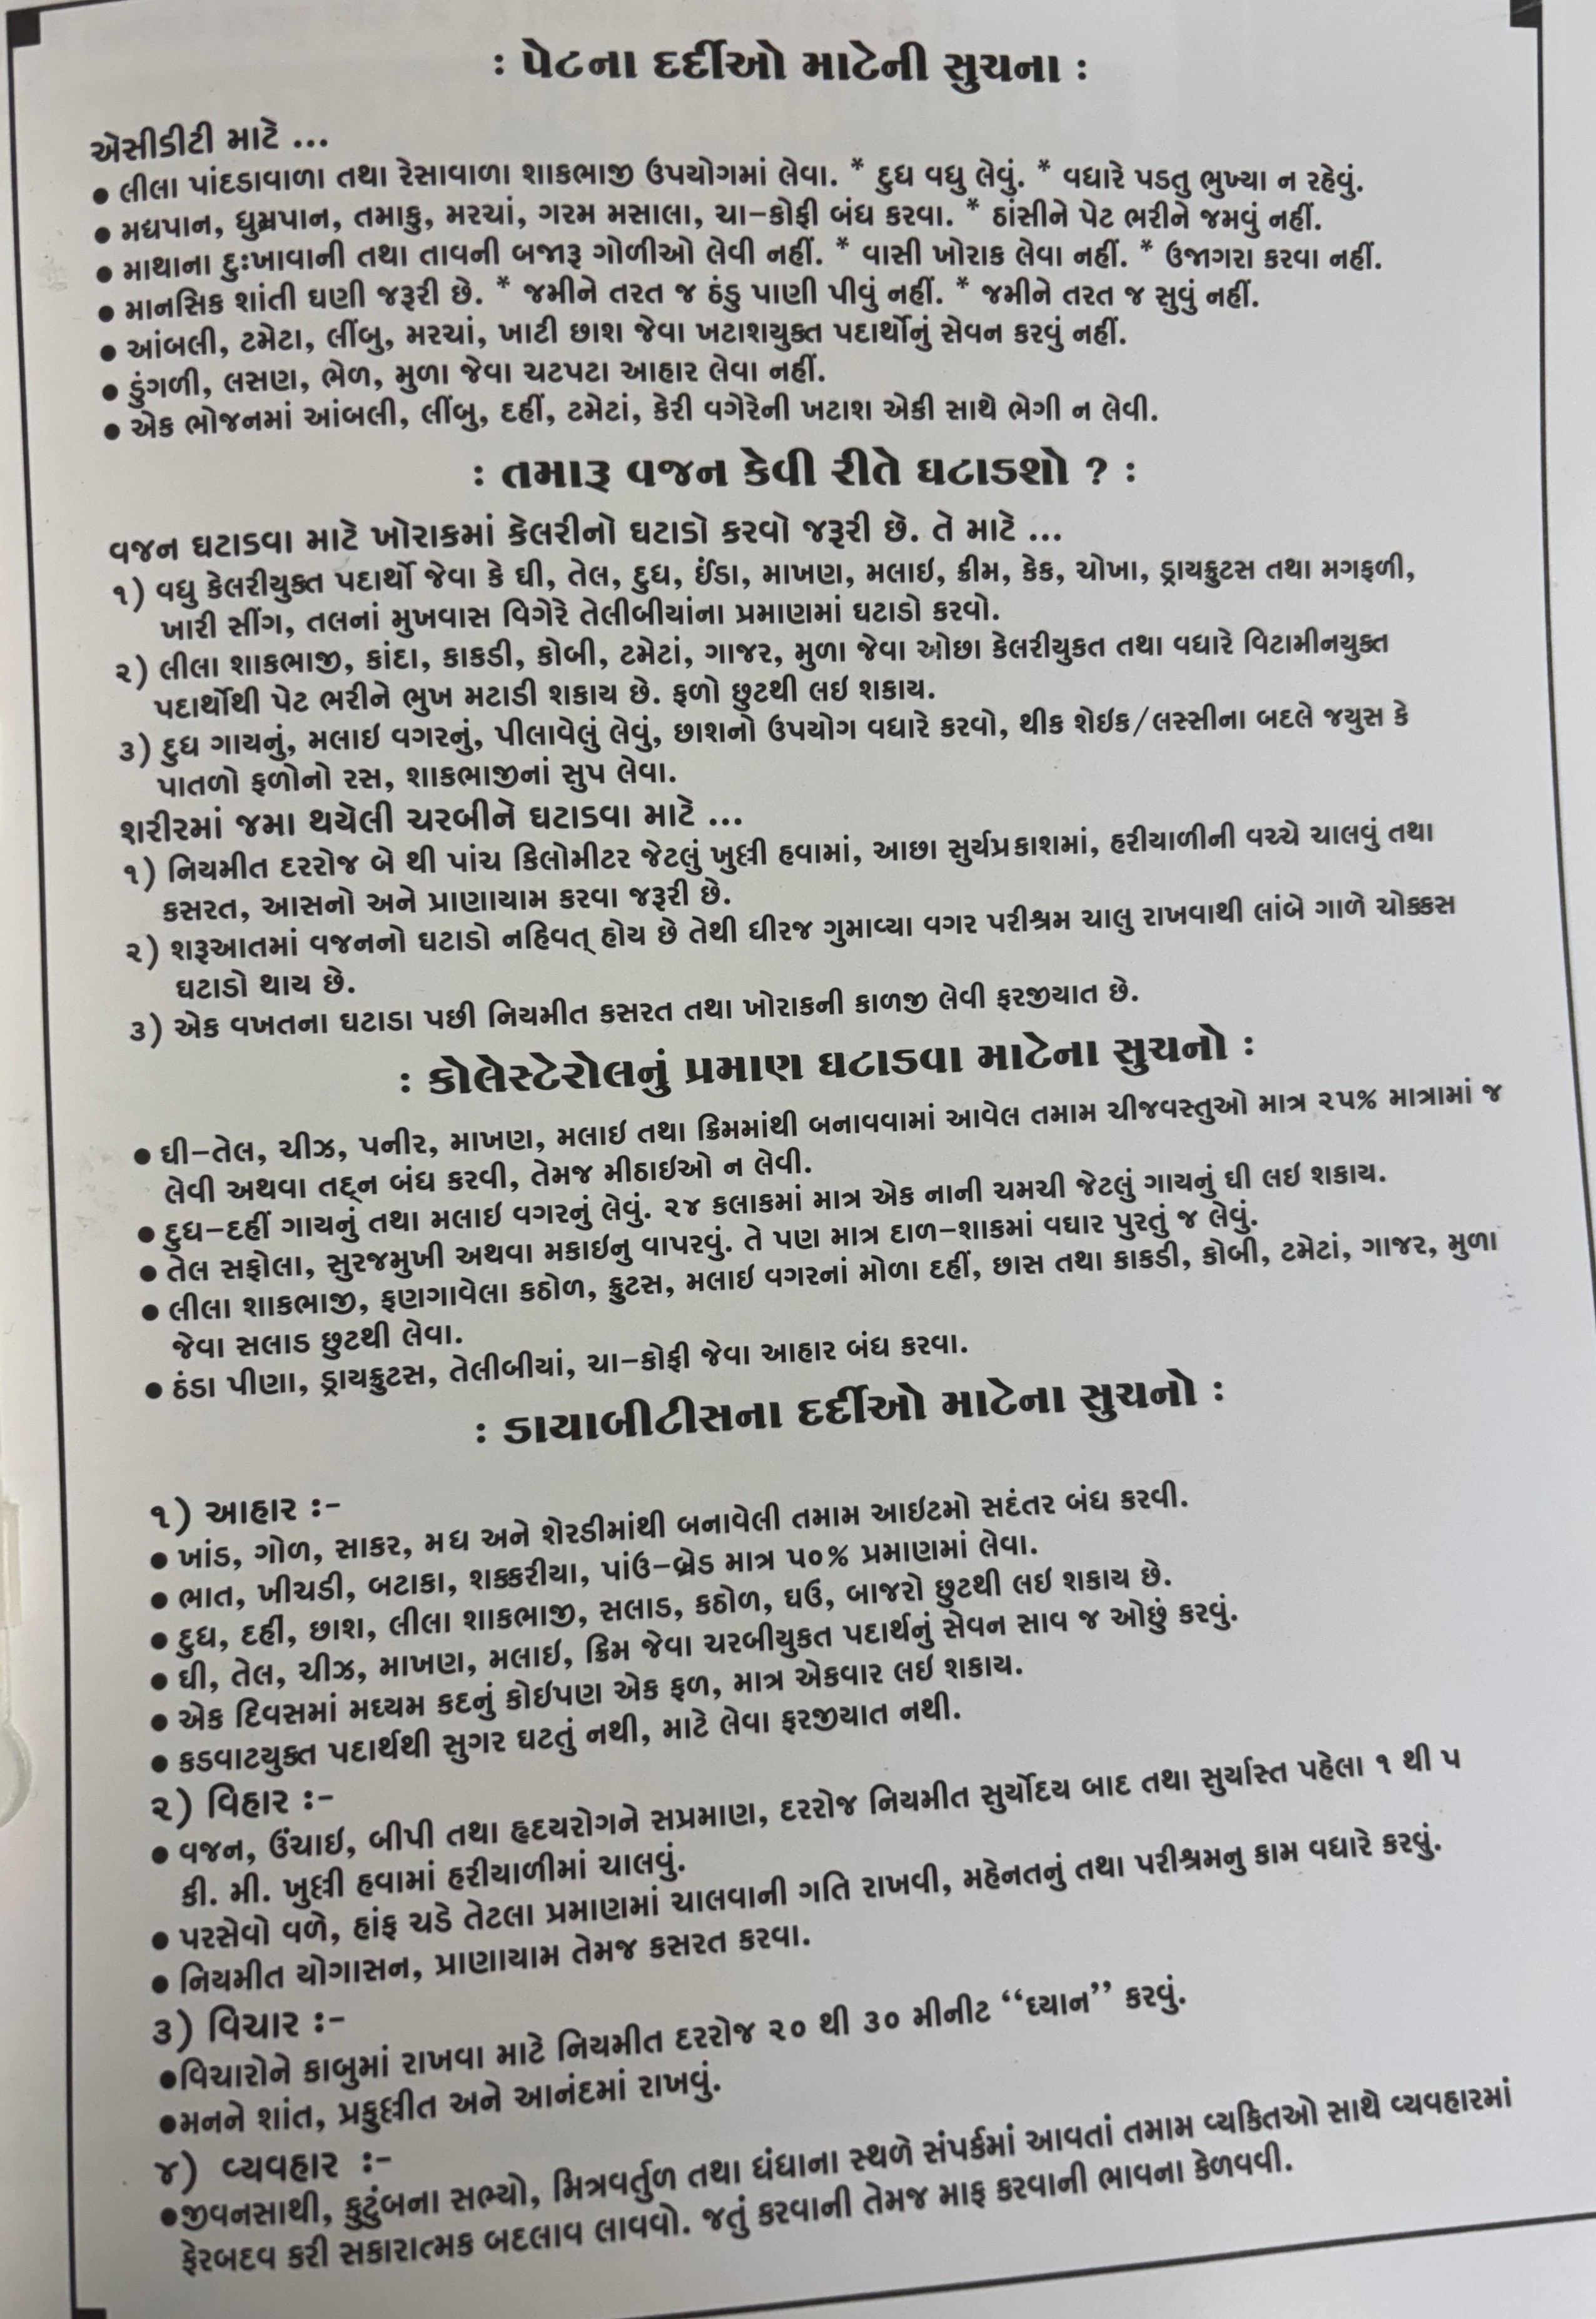 : પેટના દર્દીઓ માટેની સુચના :
એસીડીટી માટે ...
● લીલા પાંદડાવાળા તથા રેસાવાળા શાકભાજી ઉપયોગમાં લેવા. * દુધ વધુ લેવું. * વધારે પડતુ ભુખ્યા ન રહેવું.
● મદ્યપાન, ધુમ્રપાન, તમાકુ, મરચાં, ગરમ મસાલા, ચા-કોફી બંધ કરવા. * ઠાંસીને પેટ ભરીને જમવું નહીં.
● માથાના દુઃખાવાની તથા તાવની બજારૂ ગોળીઓ લેવી નહીં. * વાસી ખોરાક લેવા નહીં. * ઉજાગરા કરવા નહીં.
● માનસિક શાંતી ઘણી જરૂરી છે. * જમીને તરત જ ઠંડુ પાણી પીવું નહીં. * જમીને તરત જ સુવું નહીં.
● આંબલી, ટમેટા, લીંબુ, મરચાં, ખાટી છાશ જેવા ખટાશયુક્ત પદાર્થોનું સેવન કરવું નહીં.
● ડુંગળી, લસણ, ભેળ, મુળા જેવા ચટપટા આહાર લેવા નહીં.
● એક ભોજનમાં આંબલી, લીંબુ, દહીં, ટમેટાં, કેરી વગેરેની ખટાશ એકી સાથે ભેગી ન લેવી.
: તમારૂ વજન કેવી રીતે ઘટાડશો ? :
વજન ઘટાડવા માટે ખોરાકમાં કેલરીનો ઘટાડો કરવો જરૂરી છે. તે માટે ...
૧) વધુ કેલરીયુક્ત પદાર્થો જેવા કે ઘી, તેલ, દુધ, ઈંડા, માખણ, મલાઇ, ક્રીમ, કેક, ચોખા, ડ્રાયફ્રુટસ તથા મગફળી,
ખારી સીંગ, તલનાં મુખવાસ વિગેરે તેલીબીયાંના પ્રમાણમાં ઘટાડો કરવો.
૨) લીલા શાકભાજી, કાંદા, કાકડી, કોબી, ટમેટાં, ગાજર, મુળા જેવા ઓછા કેલરીયુકત તથા વધારે વિટામીનયુક્ત
પદાર્થોથી પેટ ભરીને ભુખ મટાડી શકાય છે. ફળો છુટથી લઇ શકાય.
૩) દુધ ગાયનું, મલાઇ વગરનું, પીલાવેલું લેવું, છાશનો ઉપયોગ વધારે કરવો, થીક શેઇક/લસ્સીના બદલે જયુસ કે
પાતળો ફળોનો રસ, શાકભાજીનાં સુપ લેવા.
શરીરમાં જમા થયેલી ચરબીને ઘટાડવા માટે ...
૧) નિયમીત દરરોજ બે થી પાંચ કિલોમીટર જેટલું ખુલ્લી હવામાં, આછા સુર્યપ્રકાશમાં, હરીયાળીની વચ્ચે ચાલવું તથા
કસરત, આસનો અને પ્રાણાયામ કરવા જરૂરી છે.
૨) શરૂઆતમાં વજનનો ઘટાડો નહિવત્ હોય છે તેથી ધીરજ ગુમાવ્યા વગર પરીશ્રમ ચાલુ રાખવાથી લાંબે ગાળે ચોક્કસ
ઘટાડો થાય છે.
૩) એક વખતના ઘટાડા પછી નિયમીત કસરત તથા ખોરાકની કાળજી લેવી ફરજીયાત છે.
: કોલેસ્ટેરોલનું પ્રમાણ ઘટાડવા માટેના સુચનો :
● ઘી-તેલ, ચીઝ, પનીર, માખણ, મલાઇ તથા ક્રિમમાંથી બનાવવામાં આવેલ તમામ ચીજવસ્તુઓ માત્ર ૨૫% માત્રામાં જ
લેવી અથવા તદ્દન બંધ કરવી, તેમજ મીઠાઇઓ ન લેવી.
● દુધ-દહીં ગાયનું તથા મલાઇ વગરનું લેવું. ૨૪ કલાકમાં માત્ર એક નાની ચમચી જેટલું ગાયનું ઘી લઇ શકાય.
● તેલ સફોલા, સુરજમુખી અથવા મકાઇનુ વાપરવું. તે પણ માત્ર દાળ-શાકમાં વઘાર પુરતું જ લેવું.
● લીલા શાકભાજી, ફણગાવેલા કઠોળ, ફ્રુટસ, મલાઇ વગરનાં મોળા દહીં, છાસ તથા કાકડી, કોબી, ટમેટાં, ગાજર, મુળા
જેવા સલાડ છુટથી લેવા.
● ઠંડા પીણા, ડ્રાયફ્રુટસ, તેલીબીયાં, ચા-કોફી જેવા આહાર બંધ કરવા.
: ડાયાબીટીસના દર્દીઓ માટેના સુચનો :
૧) આહાર :-
● ખાંડ, ગોળ, સાકર, મધ અને શેરડીમાંથી બનાવેલી તમામ આઇટમો સદંતર બંધ કરવી.
● ભાત, ખીચડી, બટાકા, શક્કરીયા, પાંઉ-બ્રેડ માત્ર ૫૦% પ્રમાણમાં લેવા.
● દુધ, દહીં, છાશ, લીલા શાકભાજી, સલાડ, કઠોળ, ઘઉં, બાજરો છુટથી લઇ શકાય છે.
● ઘી, તેલ, ચીઝ, માખણ, મલાઇ, ક્રિમ જેવા ચરબીયુકત પદાર્થનું સેવન સાવ જ ઓછું કરવું.
● એક દિવસમાં મધ્યમ કદનું કોઇપણ એક ફળ, માત્ર એકવાર લઇ શકાય.
● કડવાટયુક્ત પદાર્થથી સુગર ઘટતું નથી, માટે લેવા ફરજીયાત નથી.
૨) વિહાર :-
● વજન, ઉંચાઇ, બીપી તથા હૃદયરોગને સપ્રમાણ, દરરોજ નિયમીત સુર્યોદય બાદ તથા સુર્યાસ્ત પહેલા ૧ થી ૫
કી. મી. ખુલ્લી હવામાં હરીયાળીમાં ચાલવું.
● પરસેવો વળે, હાંફ ચડે તેટલા પ્રમાણમાં ચાલવાની ગતિ રાખવી, મહેનતનું તથા પરીશ્રમનુ કામ વધારે કરવું.
● નિયમીત યોગાસન, પ્રાણાયામ તેમજ કસરત કરવા.
૩) વિચાર :-
●વિચારોને કાબુમાં રાખવા માટે નિયમીત દરરોજ ૨૦ થી ૩૦ મીનીટ “ધ્યાન” કરવું.
●મનને શાંત, પ્રફુલ્લીત અને આનંદમાં રાખવું.
૪) વ્યવહાર :-
●જીવનસાથી, કુટુંબના સભ્યો, મિત્રવર્તુળ તથા ધંધાના સ્થળે સંપર્કમાં આવતાં તમામ વ્યકિતઓ સાથે વ્યવહારમાં
ફેરબદવ કરી સકારાત્મક બદલાવ લાવવો. જતું કરવાની તેમજ માફ કરવાની ભાવના કેળવવી.